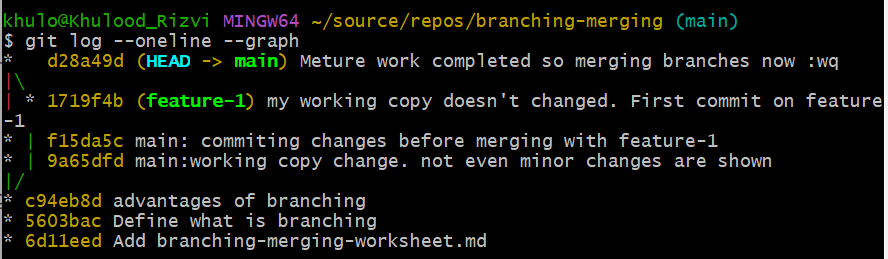 khulo@Khulood_Rizvi MINGW64 ~/source/repos/branching-merging (main)
$ git log --oneline --graph
*   d28a49d (HEAD -> main) Meture work completed so merging branches now :wq
|\
| * 1719f4b (feature-1) my working copy doesn't changed. First commit on feature
-1
* | f15da5c main: commiting changes before merging with feature-1
* | 9a65dfd main:working copy change. not even minor changes are shown
|/
* c94eb8d advantages of branching
* 5603bac Define what is branching
* 6d11eed Add branching-merging-worksheet.md